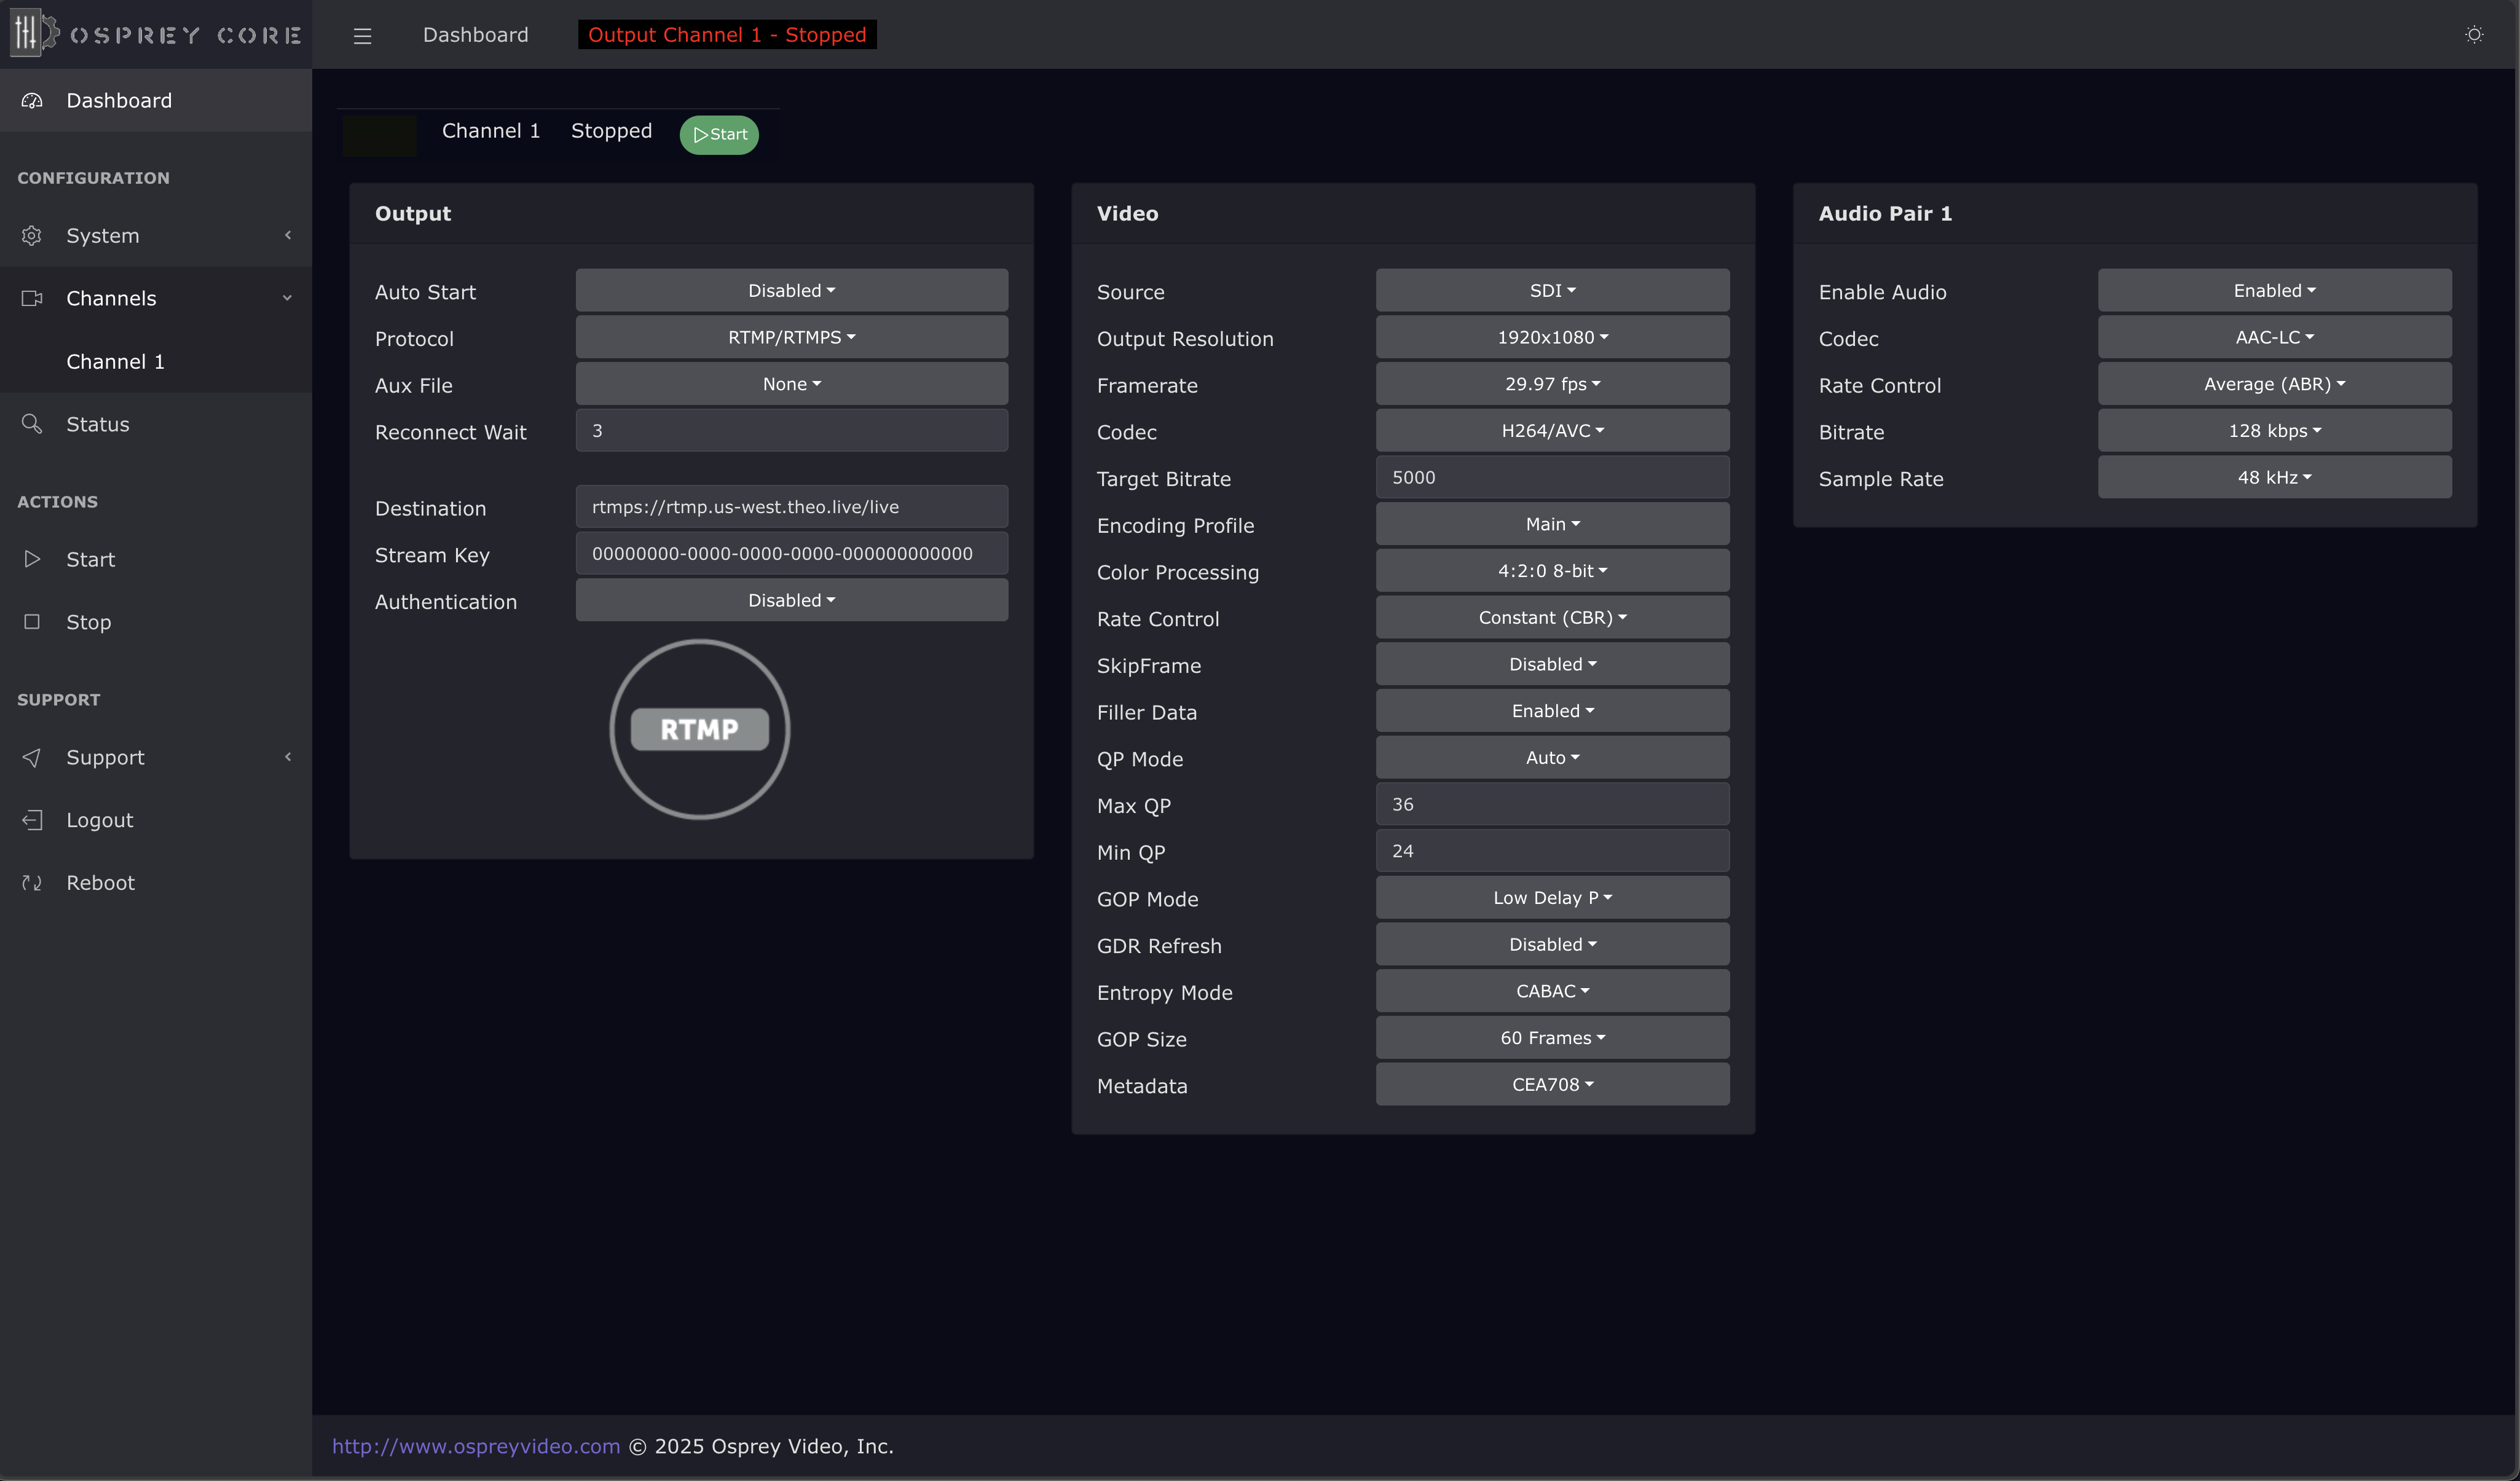 OSPREY CORE
Dashboard
Output Channel 1 - Stopped
Dashboard
CONFIGURATION
System
Channels
Channel 1
Status
ACTIONS
Start
Stop
SUPPORT
Support
Logout
Reboot
Channel 1 Stopped Start
Output
Auto Start Disabled
Protocol RTMP/RTMPS
Aux File None
Reconnect Wait 3
Destination rtmps://rtmp.us-west.theo.live/live
Stream Key 00000000-0000-0000-0000-000000000000
Authentication Disabled
RTMP
Video
Source SDI
Output Resolution 1920x1080
Framerate 29.97 fps
Codec H264/AVC
Target Bitrate 5000
Encoding Profile Main
Color Processing 4:2:0 8-bit
Rate Control Constant (CBR)
SkipFrame Disabled
Filler Data Enabled
QP Mode Auto
Max QP 36
Min QP 24
GOP Mode Low Delay P
GDR Refresh Disabled
Entropy Mode CABAC
GOP Size 60 Frames
Metadata CEA708
Audio Pair 1
Enable Audio Enabled
Codec AAC-LC
Rate Control Average (ABR)
Bitrate 128 kbps
Sample Rate 48 kHz
http://www.ospreyvideo.com © 2025 Osprey Video, Inc.